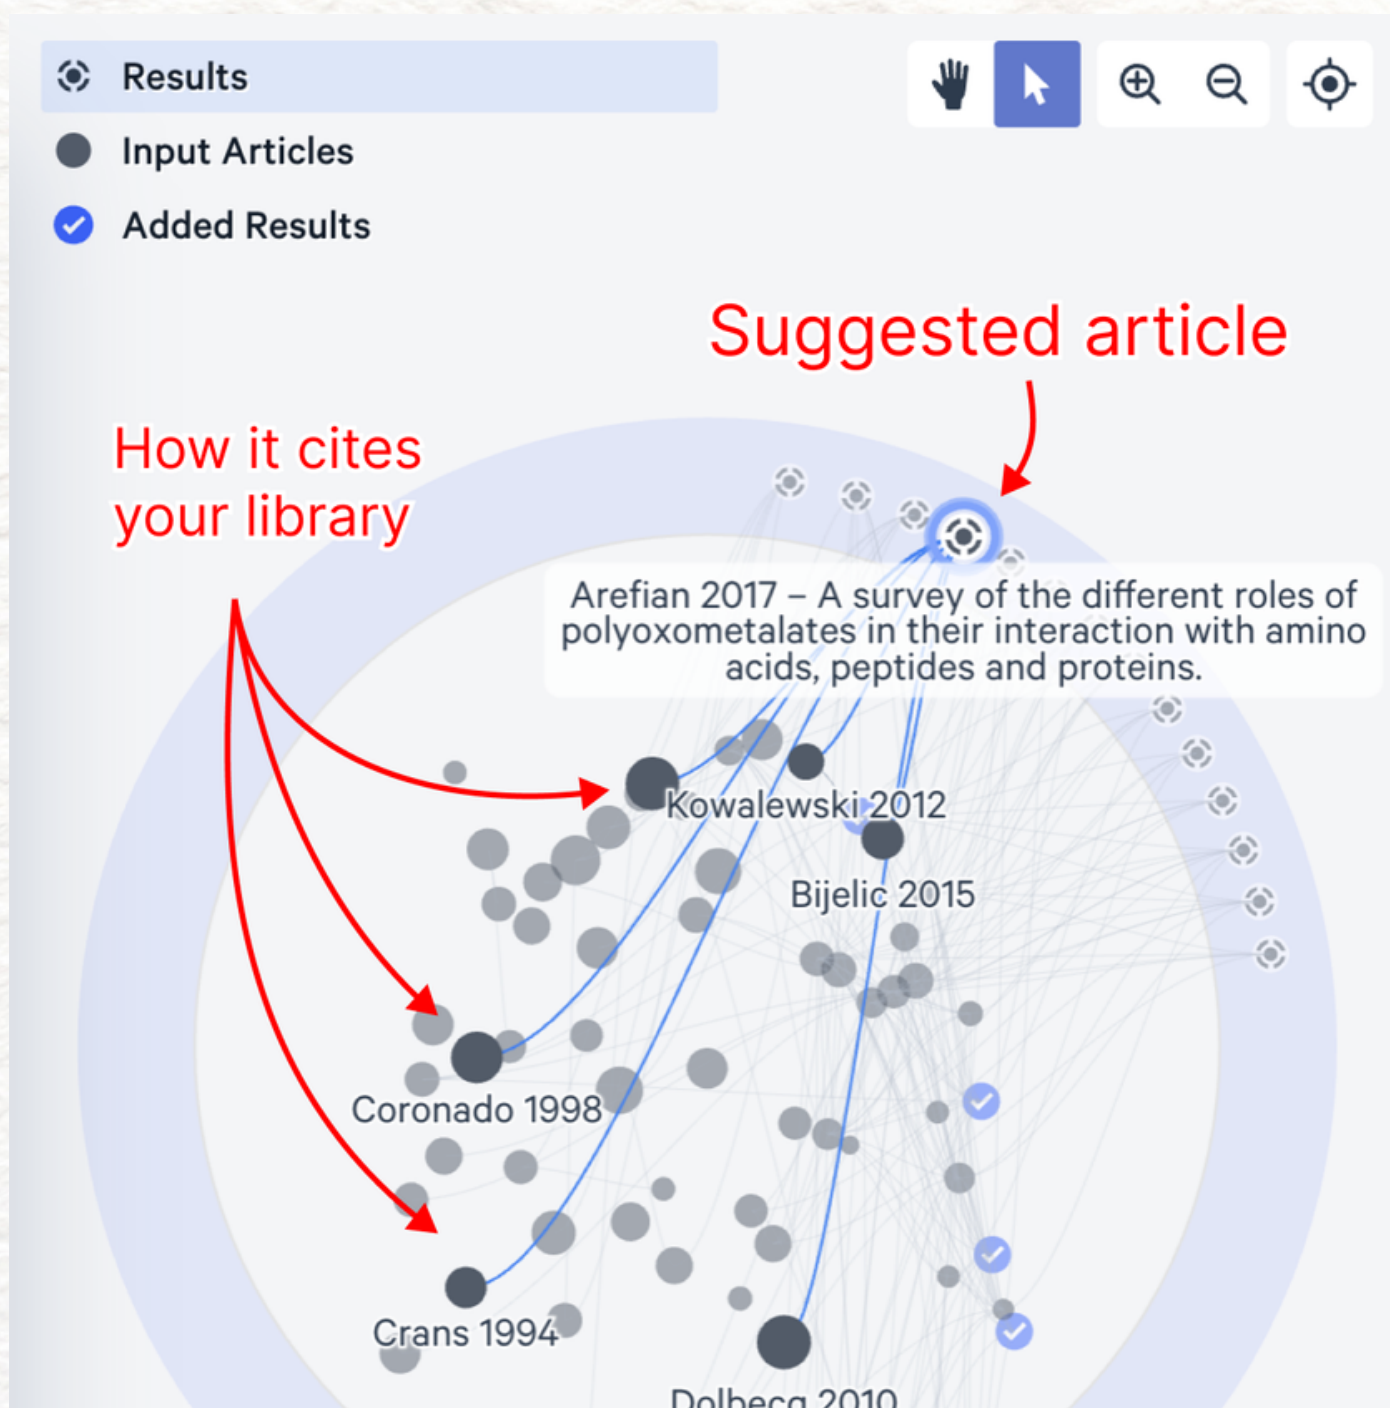 Results
Input Articles
Added Results
Suggested article
How it cites
your library
Arefian 2017 – A survey of the different roles of
polyoxometalates in their interaction with amino
acids, peptides and proteins.
Kowalewski 2012
Bijelic 2015
Coronado 1998
Crans 1994
Dolbecq 2010